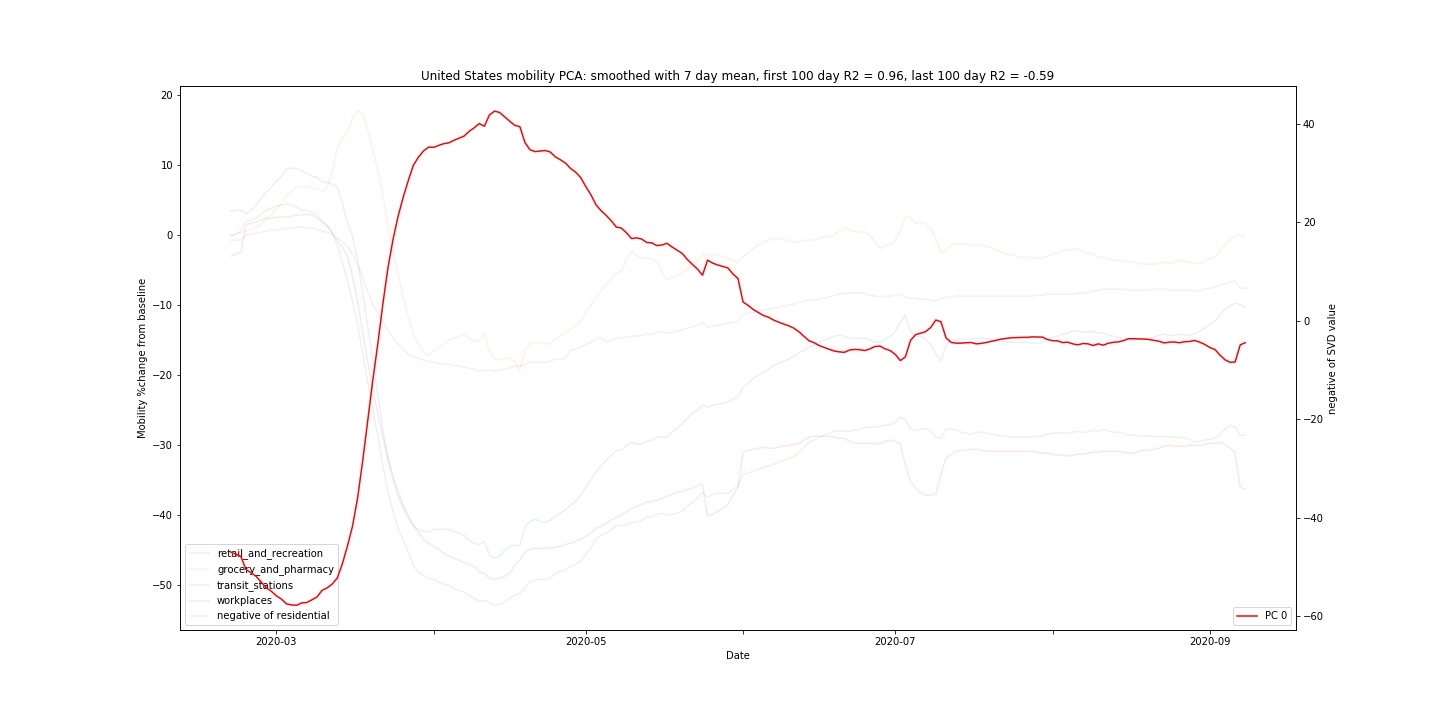 United States mobility PCA: smoothed with 7 day mean, first 100 day R2 = 0.96, last 100 day R2 = -0.59
20
10
0
−10
−20
−30
−40
−50
Mobility %change from baseline
40
20
0
−20
−40
−60
negative of SVD value
retail_and_recreation
grocery_and_pharmacy
transit_stations
workplaces
negative of residential
PC 0
2020-03
2020-05
2020-07
2020-09
Date